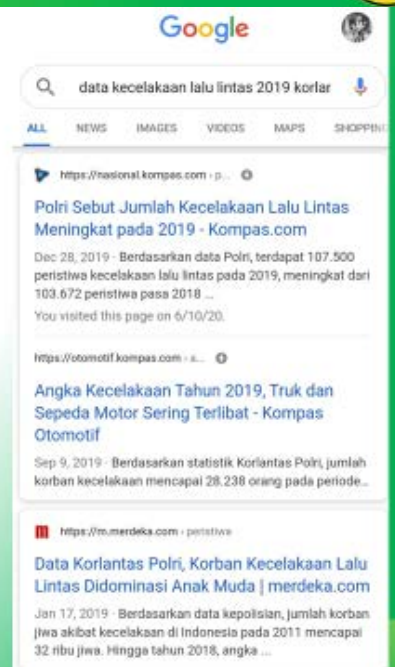 Google
data kecelakaan lalu lintas 2019 korlar
ALL NEWS IMAGES VIDEOS MAPS SHOPPIN
https://nasional.kompas.com › p...
Polri Sebut Jumlah Kecelakaan Lalu Lintas
Meningkat pada 2019 - Kompas.com
Dec 28, 2019 · Berdasarkan data Polri, terdapat 107.500
peristiwa kecelakaan lalu lintas pada 2019, meningkat dari
103.672 peristiwa pasa 2018 ...
You visited this page on 6/10/20.
https://otomotif.kompas.com › a...
Angka Kecelakaan Tahun 2019, Truk dan
Sepeda Motor Sering Terlibat - Kompas
Otomotif
Sep 9, 2019 · Berdasarkan statistik Korlantas Polri, jumlah
korban kecelakaan mencapai 28.238 orang pada periode...
https://m.merdeka.com › peristiwa
Data Korlantas Polri, Korban Kecelakaan Lalu
Lintas Didominasi Anak Muda | merdeka.com
Jan 17, 2019 · Berdasarkan data kepolisian, jumlah korban
jiwa akibat kecelakaan di Indonesia pada 2011 mencapai
32 ribu jiwa. Hingga tahun 2018, angka ...